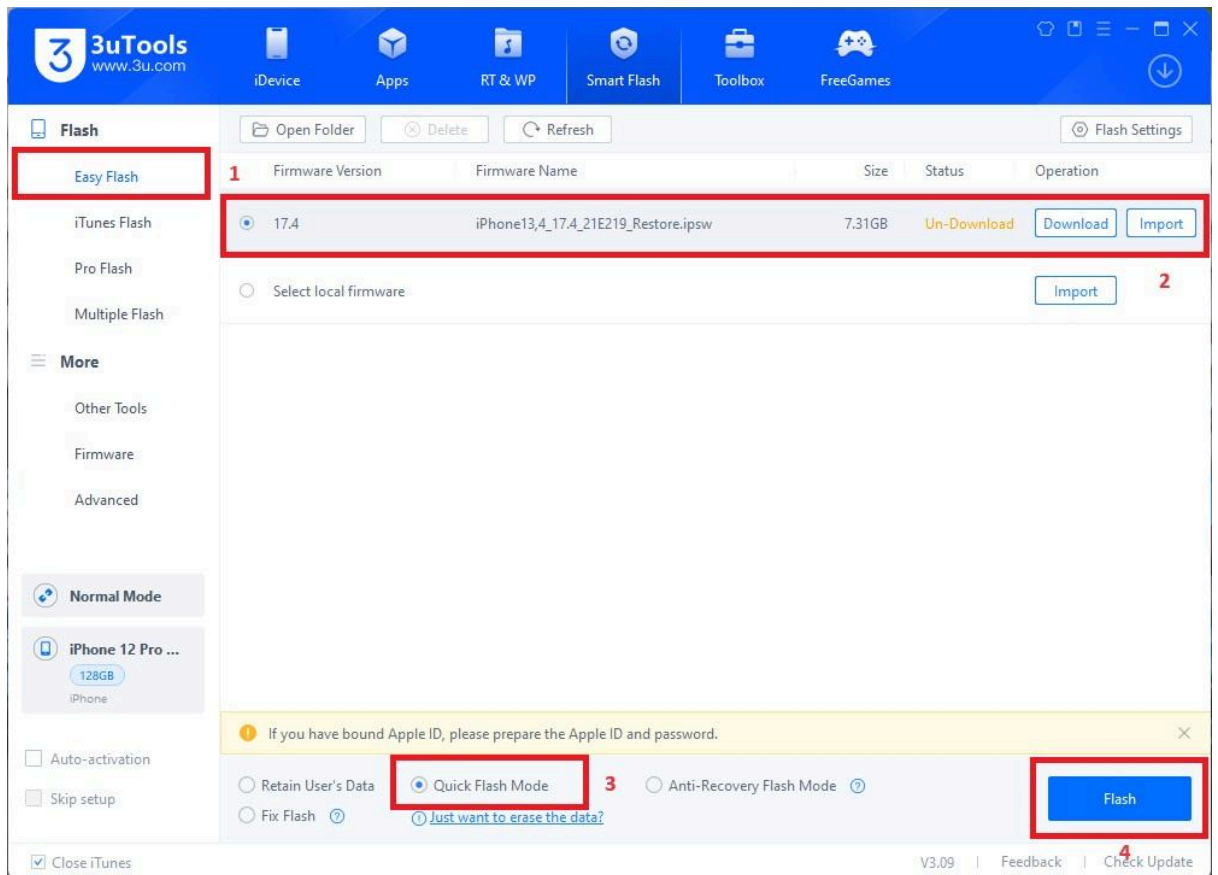 3 3uTools
www.3u.com
iDevice Apps RT & WP Smart Flash Toolbox FreeGames
Flash
Open Folder Delete Refresh Flash Settings
Easy Flash
1 Firmware Version Firmware Name Size Status Operation
iTunes Flash
17.4 iPhone13,4_17.4_21E219_Restore.ipsw 7.31GB Un-Download Download Import
Pro Flash
2
Select local firmware Import
Multiple Flash
More
Other Tools
Firmware
Advanced
Normal Mode
iPhone 12 Pro ...
128GB
iPhone
If you have bound Apple ID, please prepare the Apple ID and password.
Auto-activation
Retain User's Data Quick Flash Mode 3 Anti-Recovery Flash Mode ?
Skip setup
Flash
Fix Flash ? Just want to erase the data?
4
Close iTunes
V3.09 | Feedback | Check Update